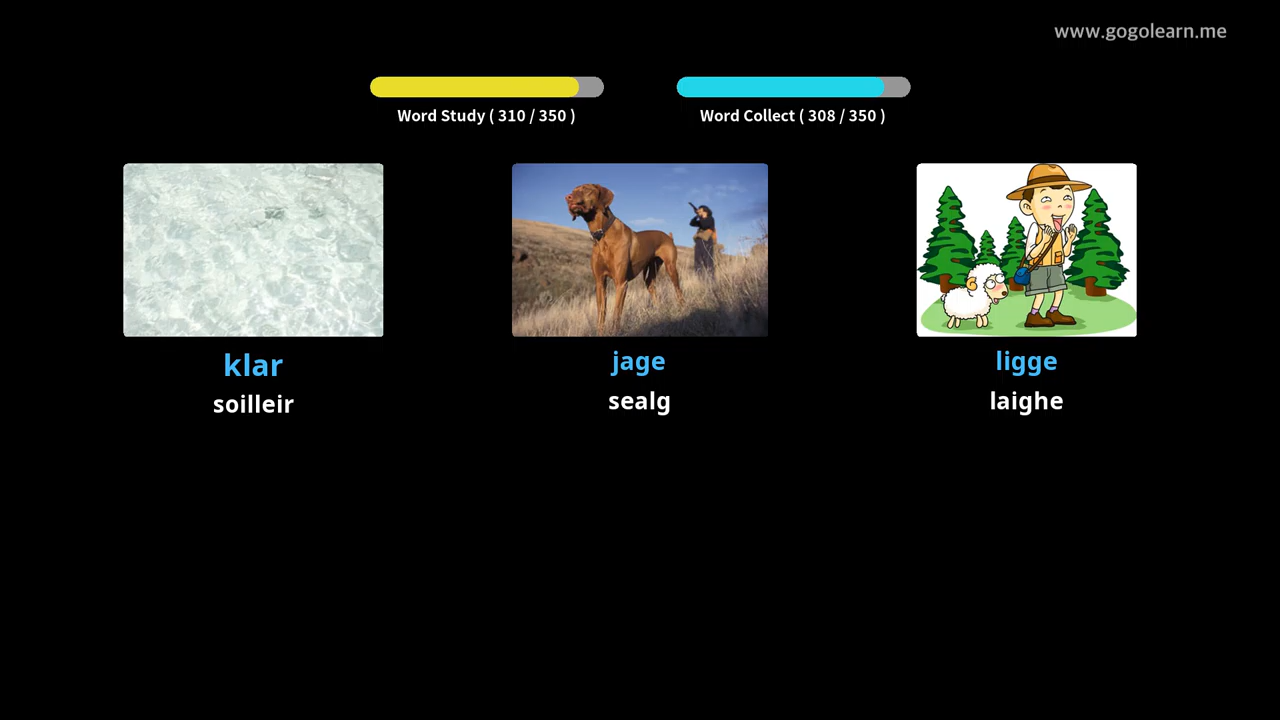 www.gogolearn.me
Word Study ( 310 / 350 )
Word Collect ( 308 / 350 )
klar
soilleir
jage
sealg
ligge
laighe